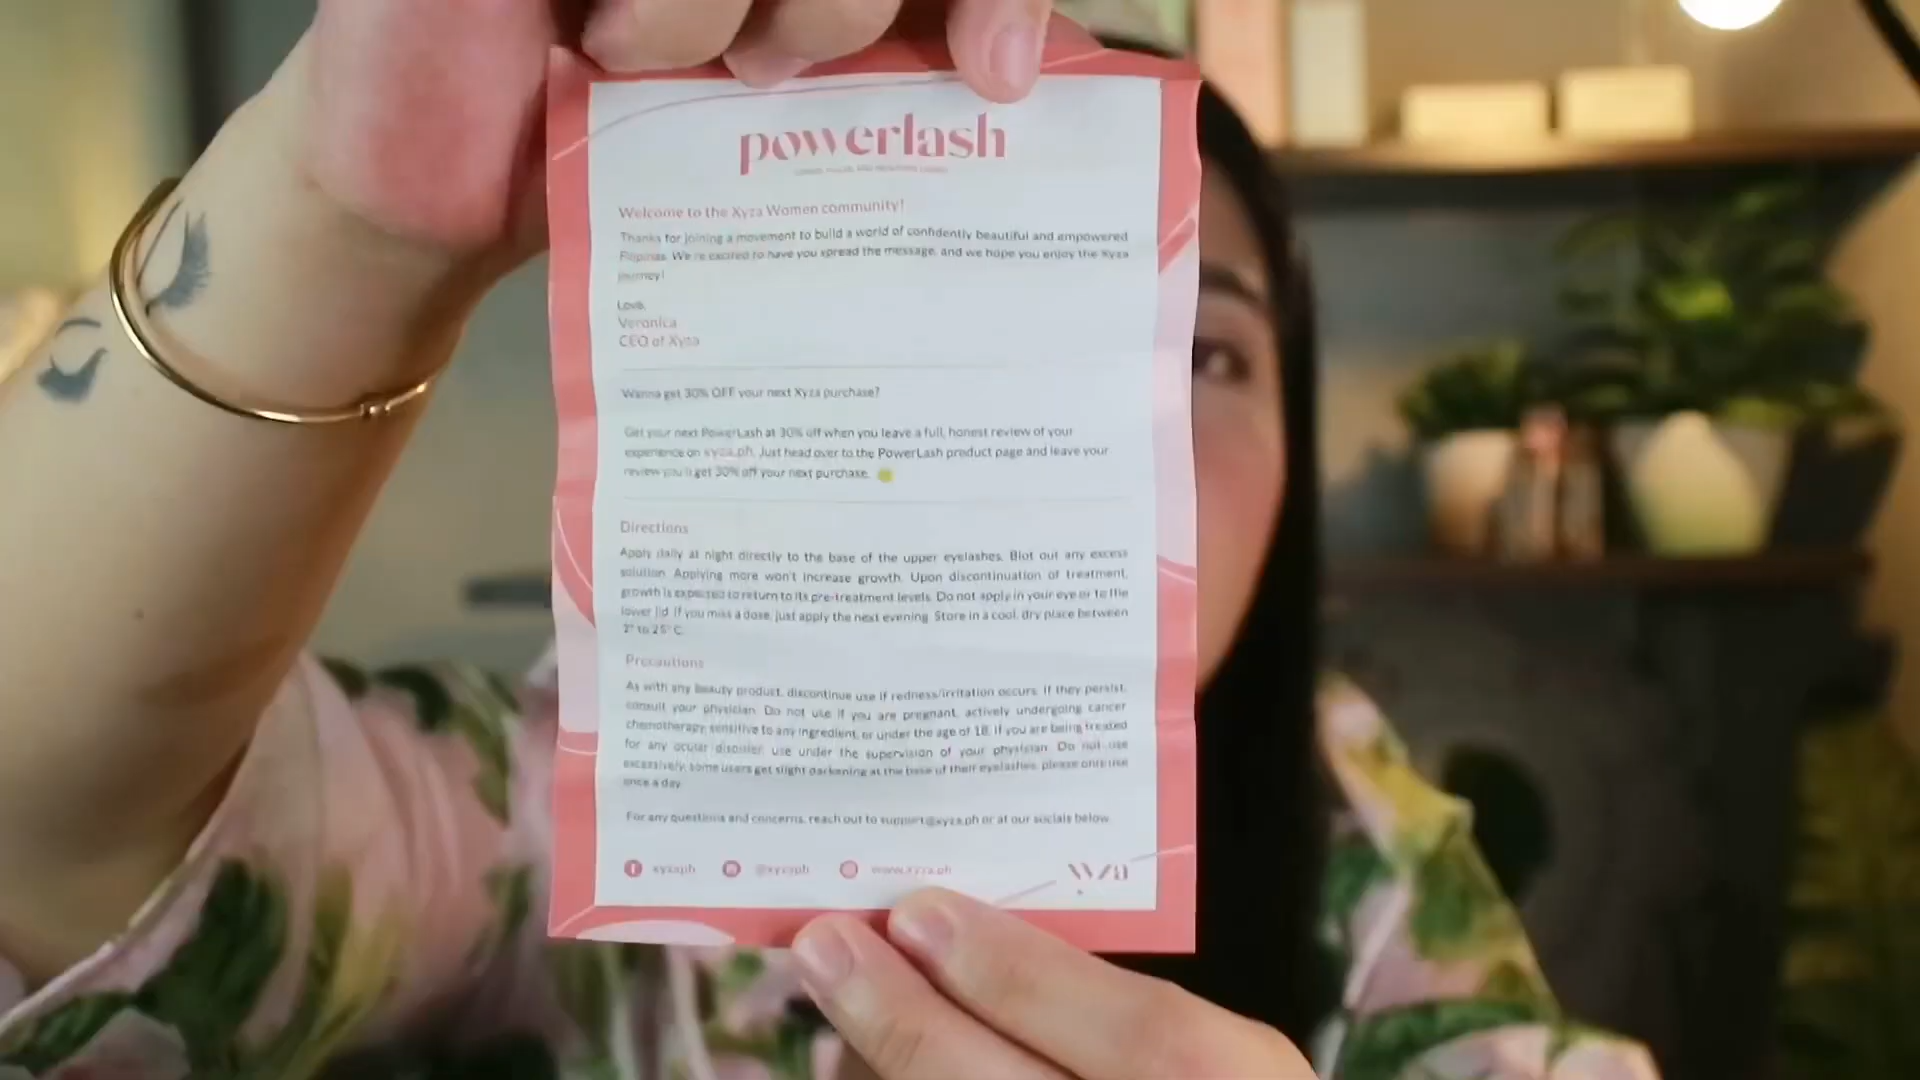 powerlash
Welcome to the Xyza Women community!
Thanks for joining a movement to build a world of confidently beautiful and empowered
Filipinas. We're excited to have you spread the message, and we hope you enjoy the Xyza
journey!
Love,
Veronica
CEO of Xyza
Wanna get 30% OFF your next Xyza purchase?
Get your next PowerLash at 30% off when you leave a full, honest review of your
experience on xyza.ph. Just head over to the PowerLash product page and leave your
review you'll get 30% off your next purchase.
Directions
Apply daily at night directly to the base of the upper eyelashes. Blot out any excess
solution. Applying more won't increase growth. Upon discontinuation of treatment,
growth is expected to return to its pre-treatment levels. Do not apply in your eye or to the
lower lid. If you miss a dose, just apply the next evening. Store in a cool, dry place between
2° to 25° C.
Precautions
As with any beauty product, discontinue use if redness/irritation occurs. If they persist,
consult your physician. Do not use if you are pregnant, actively undergoing cancer
chemotherapy, sensitive to any ingredient, or under the age of 18. If you are being treated
for any ocular disorder, use under the supervision of your physician. Do not use
excessively, some users get slight darkening at the base of their eyelashes, please only use
once a day.
For any questions and concerns, reach out to support@xyza.ph or at our socials below
xyzaph @xyzaph www.xyza.ph xyza